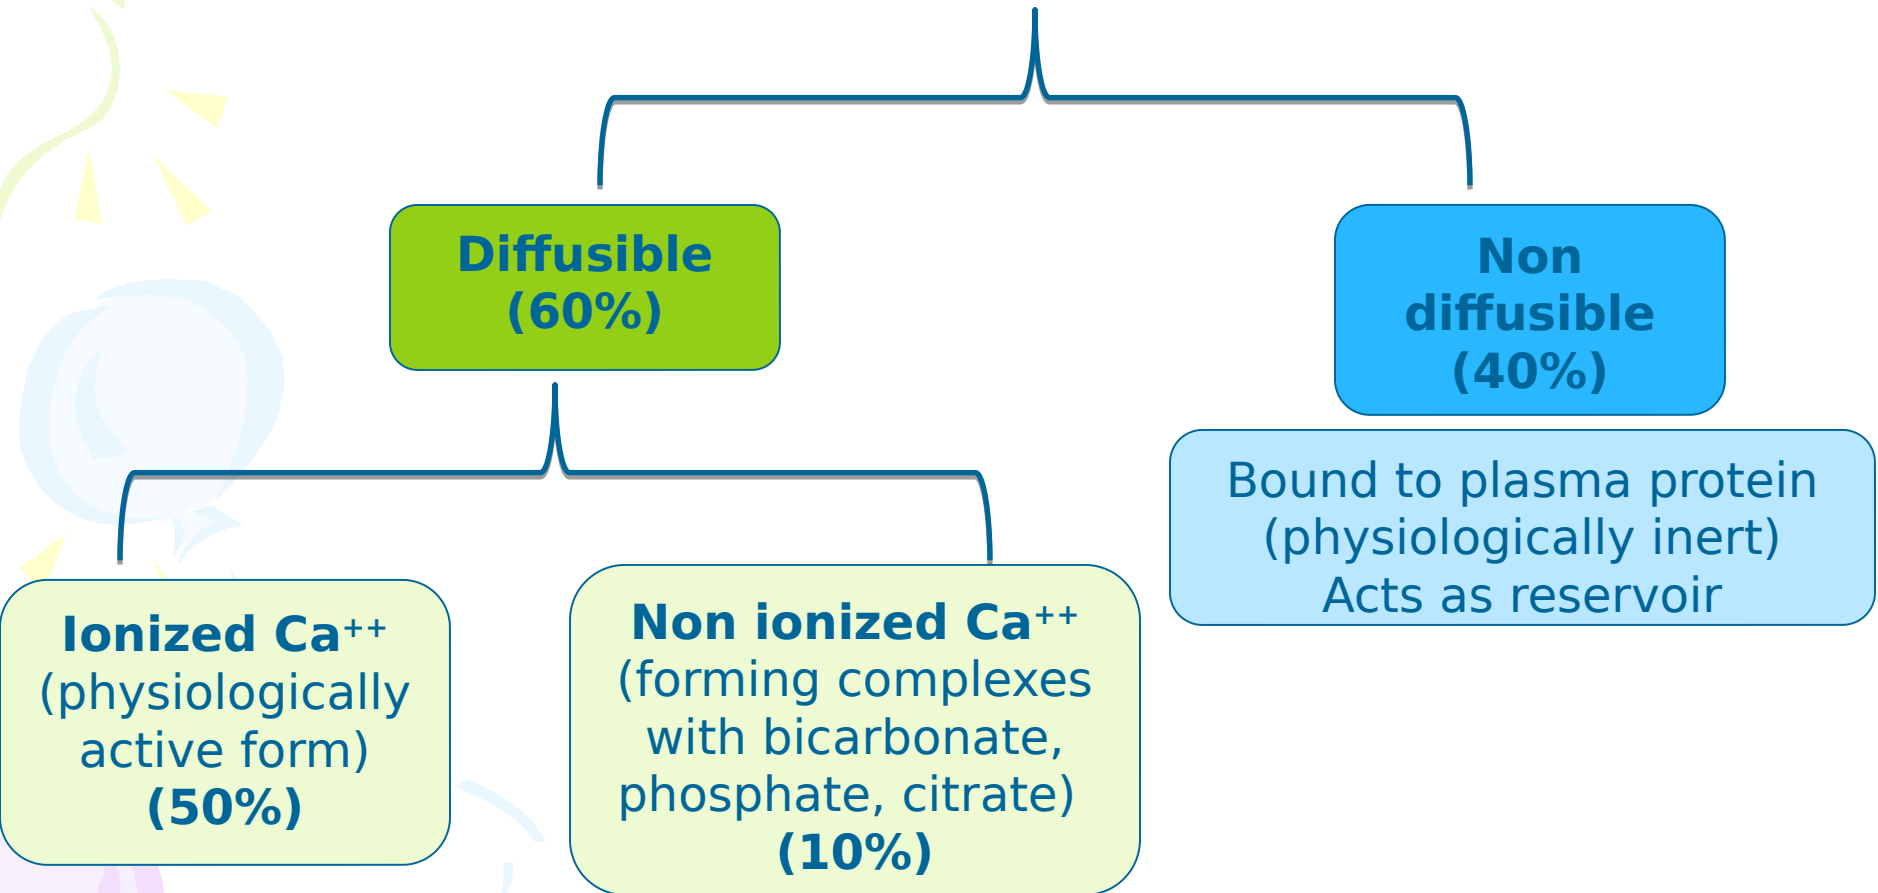 Diffusible
(60%)
Non
diffusible
(40%)
Bound to plasma protein
(physiologically inert)
Acts as reservoir
Ionized Ca⁺⁺
(physiologically
active form)
(50%)
Non ionized Ca⁺⁺
(forming complexes
with bicarbonate,
phosphate, citrate)
(10%)